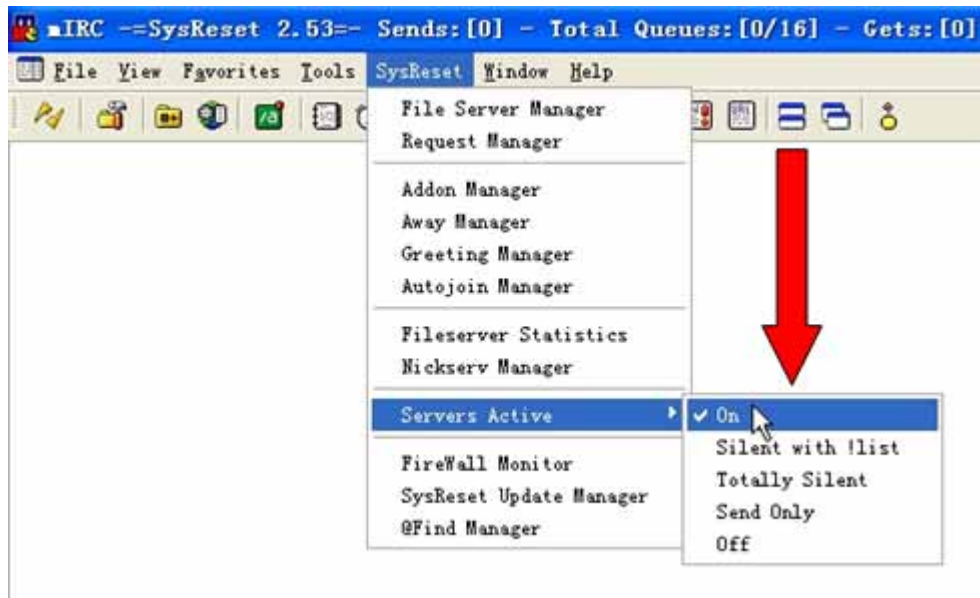 mIRC -=SysReset 2.53=- Sends:[0] - Total Queues:[0/16] - Gets:[0]
File View Favorites Tools SysReset Window Help
File Server Manager
Request Manager
Addon Manager
Away Manager
Greeting Manager
Autojoin Manager
Fileserver Statistics
Nickserv Manager
Servers Active
On
Silent with !list
Totally Silent
Send Only
Off
FireWall Monitor
SysReset Update Manager
@Find Manager